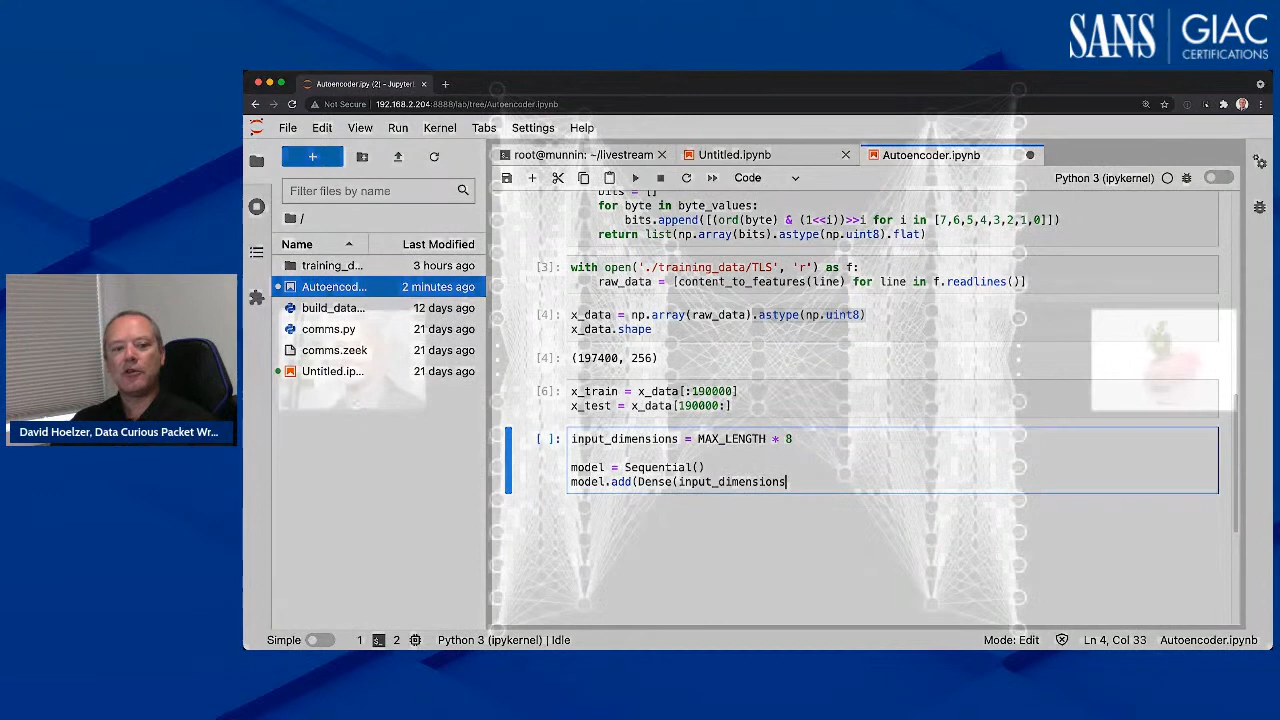 SANS GIAC
CERTIFICATIONS
Autoencoder.ipy (2) - JupyterL
Not Secure 192.168.2.204:8888/lab/tree/Autoencoder.ipynb
File Edit View Run Kernel Tabs Settings Help
root@munnin: ~/livestream
Untitled.ipynb
Autoencoder.ipynb
Code
Python 3 (ipykernel)
Filter files by name
/
Name Last Modified
training_d... 3 hours ago
Autoencod... 2 minutes ago
build_data... 12 days ago
comms.py 21 days ago
comms.zeek 21 days ago
Untitled.ip... 21 days ago
bits = []
for byte in byte_values:
bits.append([(ord(byte) & (1<<i))>>i for i in [7,6,5,4,3,2,1,0]])
return list(np.array(bits).astype(np.uint8).flat)
[3]: with open('./training_data/TLS', 'r') as f:
raw_data = [content_to_features(line) for line in f.readlines()]
[4]: x_data = np.array(raw_data).astype(np.uint8)
x_data.shape
[4]: (197400, 256)
[6]: x_train = x_data[:190000]
x_test = x_data[190000:]
[ ]: input_dimensions = MAX_LENGTH * 8
model = Sequential()
model.add(Dense(input_dimensions
David Hoelzer, Data Curious Packet Wr...
Simple 1 2 Python 3 (ipykernel) | Idle
Mode: Edit Ln 4, Col 33 Autoencoder.ipynb